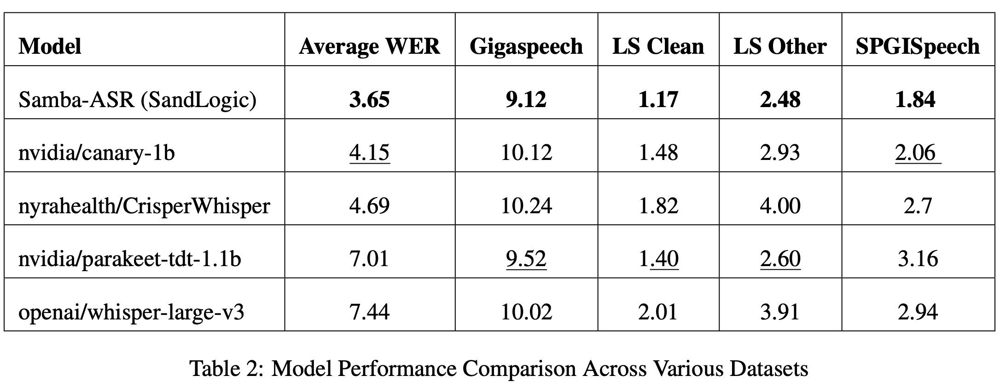 Model Average WER Gigaspeech LS Clean LS Other SPGISpeech
Samba-ASR (SandLogic) 3.65 9.12 1.17 2.48 1.84
nvidia/canary-1b 4.15 10.12 1.48 2.93 2.06
nyrahealth/CrisperWhisper 4.69 10.24 1.82 4.00 2.7
nvidia/parakeet-tdt-1.1b 7.01 9.52 1.40 2.60 3.16
openai/whisper-large-v3 7.44 10.02 2.01 3.91 2.94
Table 2: Model Performance Comparison Across Various Datasets